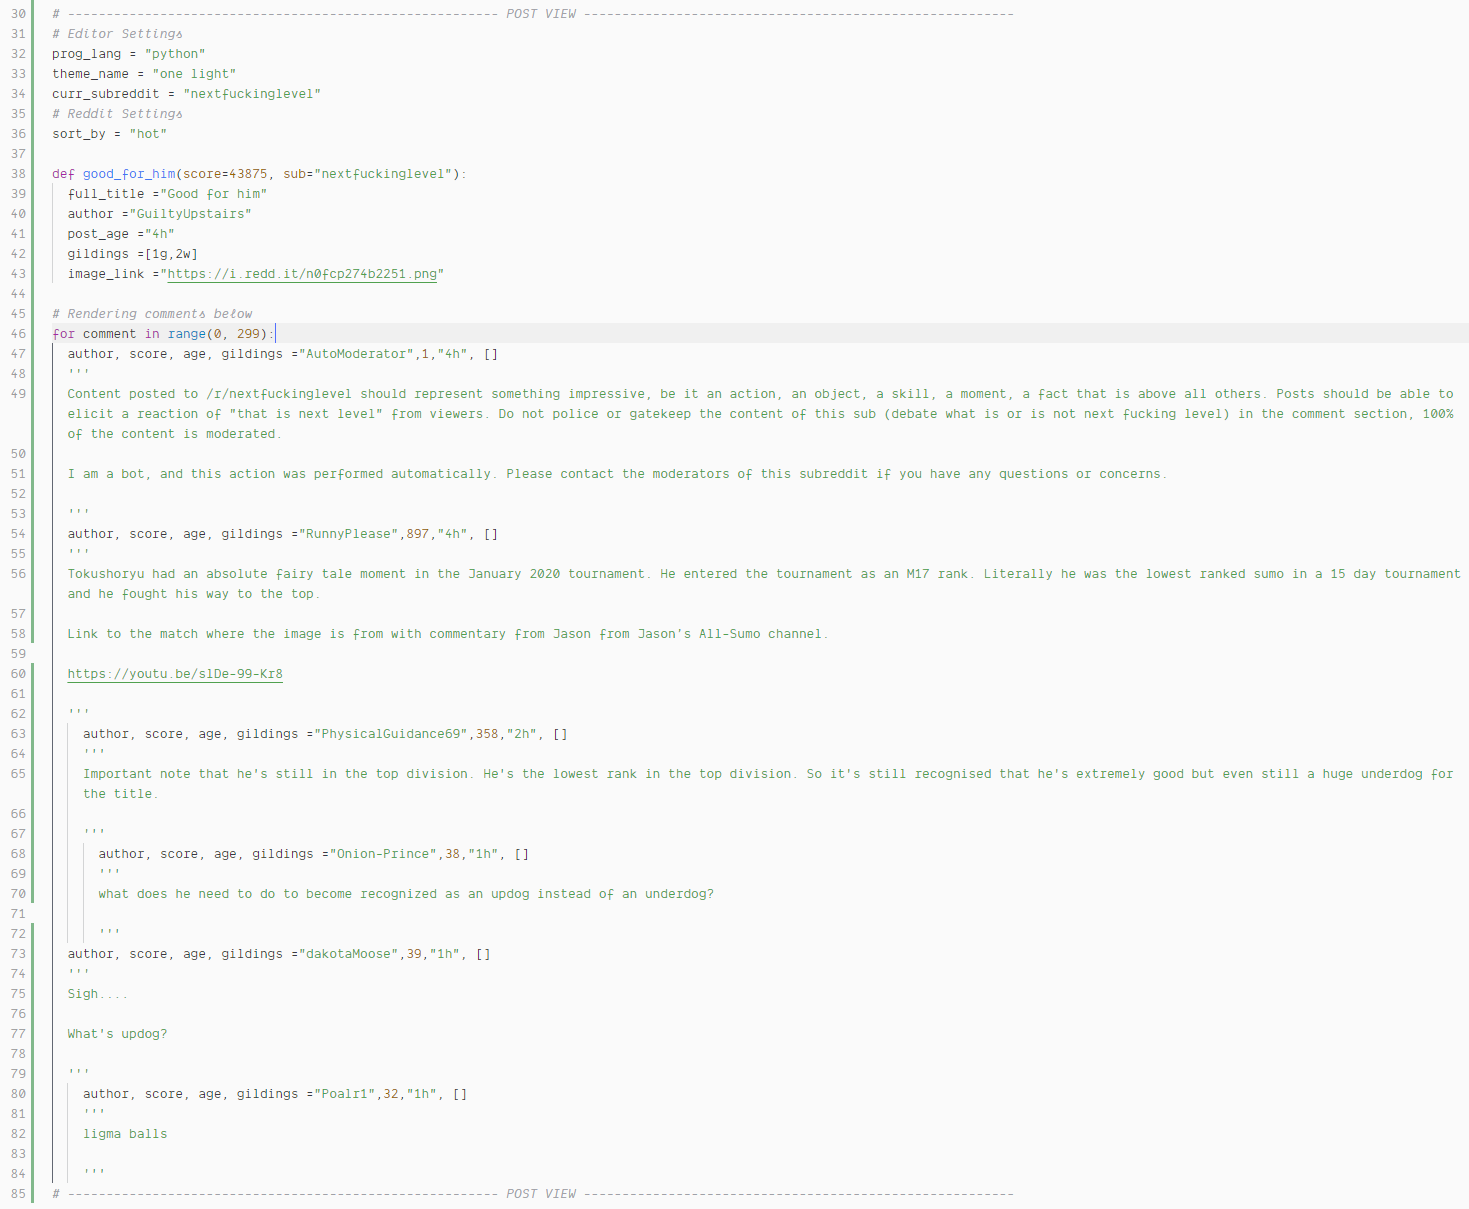 30 # -------------------------------------------------------- POST VIEW --------------------------------------------------------
31 # Editor Settings
32 prog_lang = "python"
33 theme_name = "one light"
34 curr_subreddit = "nextfuckinglevel"
35 # Reddit Settings
36 sort_by = "hot"
37
38 def good_for_him(score=43875, sub="nextfuckinglevel"):
39 full_title ="Good for him"
40 author ="GuiltyUpstairs"
41 post_age ="4h"
42 gildings =[1g,2w]
43 image_link ="https://i.redd.it/n0fcp274b2251.png"
44
45 # Rendering comments below
46 for comment in range(0, 299):
47 author, score, age, gildings ="AutoModerator",1,"4h", []
48 '''
49 Content posted to /r/nextfuckinglevel should represent something impressive, be it an action, an object, a skill, a moment, a fact that is above all others. Posts should be able to
elicit a reaction of "that is next level" from viewers. Do not police or gatekeep the content of this sub (debate what is or is not next fucking level) in the comment section, 100%
of the content is moderated.
50
51 I am a bot, and this action was performed automatically. Please contact the moderators of this subreddit if you have any questions or concerns.
52
53 '''
54 author, score, age, gildings ="RunnyPlease",897,"4h", []
55 '''
56 Tokushoryu had an absolute fairy tale moment in the January 2020 tournament. He entered the tournament as an M17 rank. Literally he was the lowest ranked sumo in a 15 day tournament
and he fought his way to the top.
57
58 Link to the match where the image is from with commentary from Jason from Jason's All-Sumo channel.
59
60 https://youtu.be/slDe-99-Kr8
61
62 '''
63 author, score, age, gildings ="PhysicalGuidance69",358,"2h", []
64 '''
65 Important note that he's still in the top division. He's the lowest rank in the top division. So it's still recognised that he's extremely good but even still a huge underdog for
the title.
66
67 '''
68 author, score, age, gildings ="Onion-Prince",38,"1h", []
69 '''
70 what does he need to do to become recognized as an updog instead of an underdog?
71
72 '''
73 author, score, age, gildings ="dakotaMoose",39,"1h", []
74 '''
75 Sigh....
76
77 What's updog?
78
79 '''
80 author, score, age, gildings ="Poalr1",32,"1h", []
81 '''
82 ligma balls
83
84 '''
85 # -------------------------------------------------------- POST VIEW --------------------------------------------------------